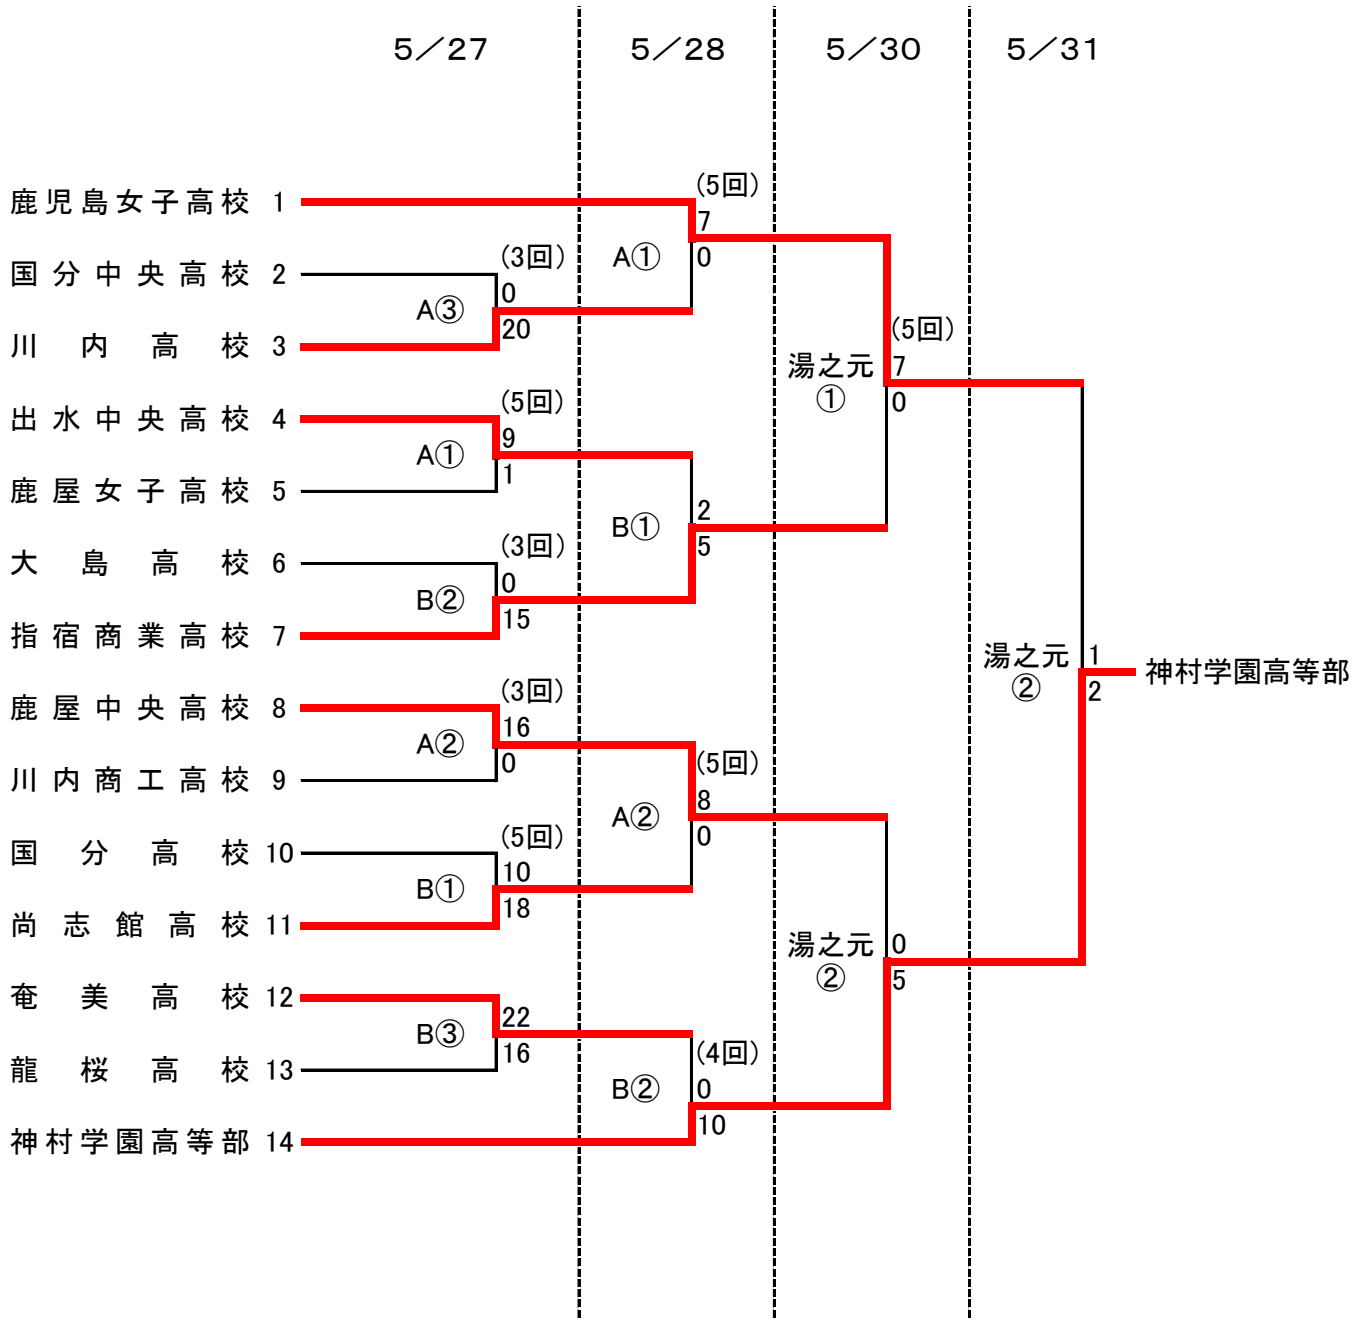 5／27 5／28 5／30 5／31
(5回)
鹿児島女子高校 1
7
(3回)
A①
0
国分中央高校 2
0
A③
20
(5回)
川内高校 3
湯之元
7
①
0
(5回)
出水中央高校 4
9
A①
1
鹿屋女子高校 5
2
B①
5
(3回)
大島高校 6
0
B②
15
指宿商業高校 7
湯之元
1
神村学園高等部
②
2
(3回)
鹿屋中央高校 8
16
A②
0
(5回)
川内商工高校 9
8
A②
0
(5回)
国分高校 10
10
B①
18
尚志館高校 11
湯之元
0
②
5
奄美高校 12
22
B③
16
(4回)
龍桜高校 13
0
B②
10
神村学園高等部 14